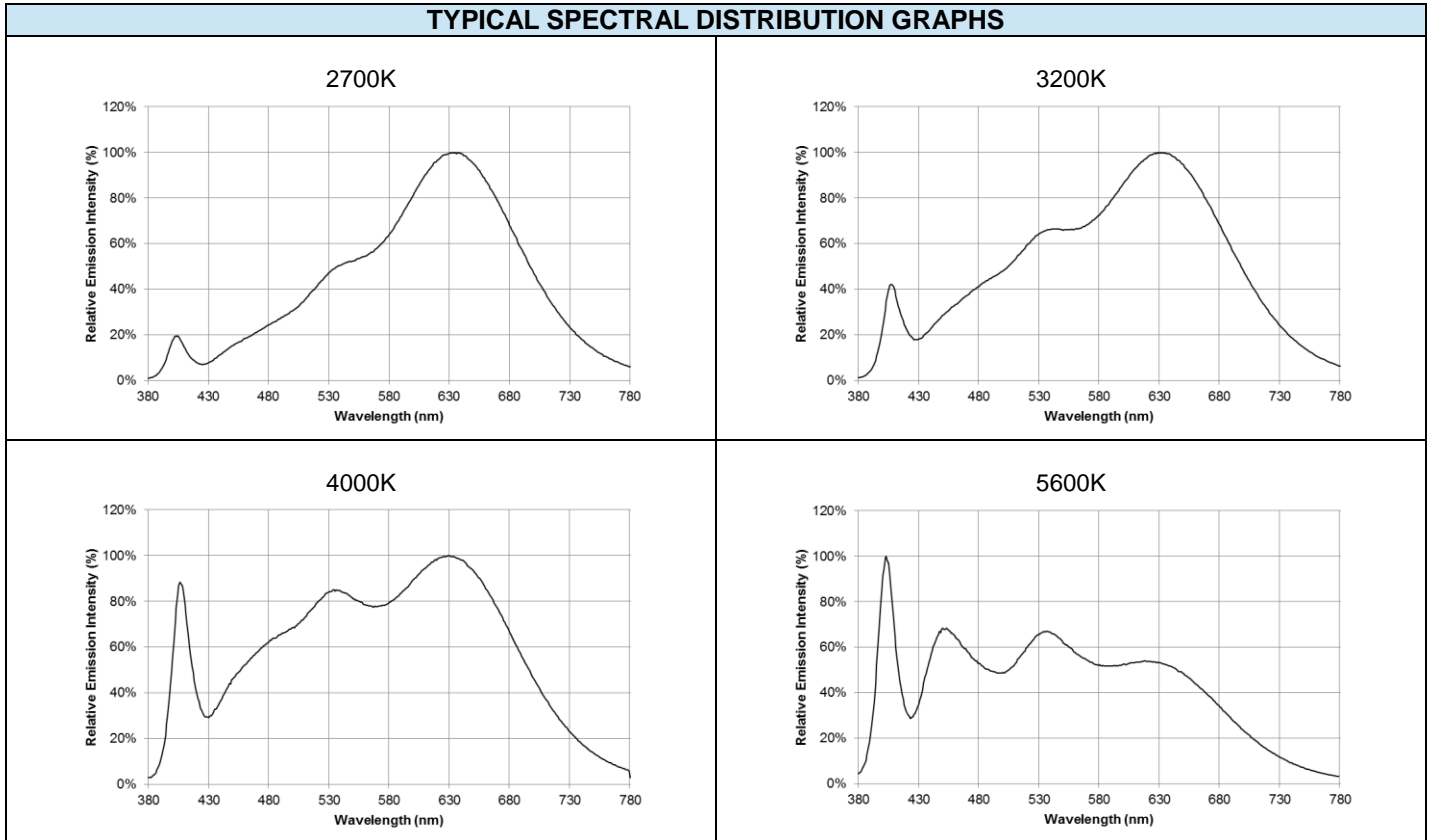 TYPICAL SPECTRAL DISTRIBUTION GRAPHS
2700K
120%
100%
80%
60%
40%
20%
0%
Relative Emission Intensity (%)
380 430 480 530 580 630 680 730 780
Wavelength (nm)
3200K
120%
100%
80%
60%
40%
20%
0%
Relative Emission Intensity (%)
380 430 480 530 580 630 680 730 780
Wavelength (nm)
4000K
120%
100%
80%
60%
40%
20%
0%
Relative Emission Intensity (%)
380 430 480 530 580 630 680 730 780
Wavelength (nm)
5600K
120%
100%
80%
60%
40%
20%
0%
Relative Emission Intensity (%)
380 430 480 530 580 630 680 730 780
Wavelength (nm)